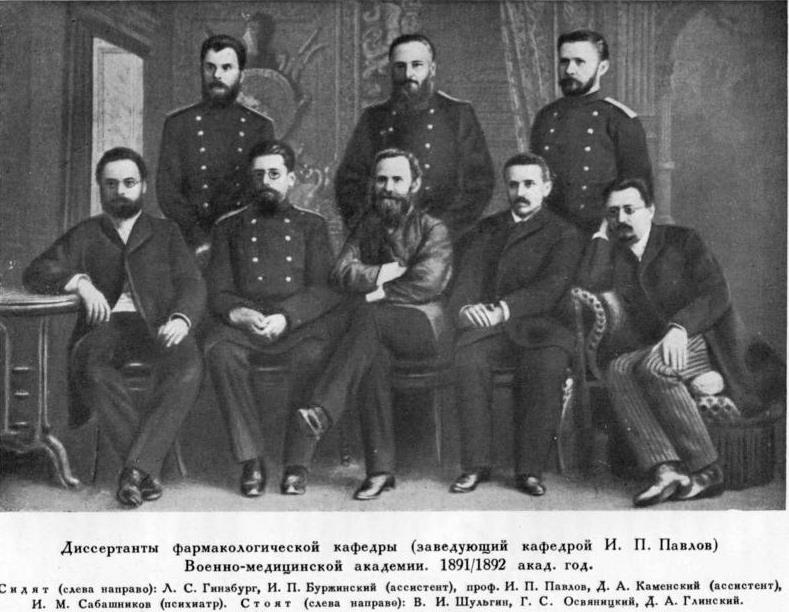 Диссертанты фармакологической кафедры (заведующий кафедрой И. П. Павлов)
Военно-медицинской академии. 1891/1892 акад. год.
Сидят (слева направо): Л. С. Гинзбург, И. П. Буржинский (ассистент), проф. И. П. Павлов, Д. А. Каменский (ассистент),
И. М. Сабашников (психиатр). Стоят (слева направо): В. И. Шульгин, Г. С. Освяницкий, Д. А. Глинский.